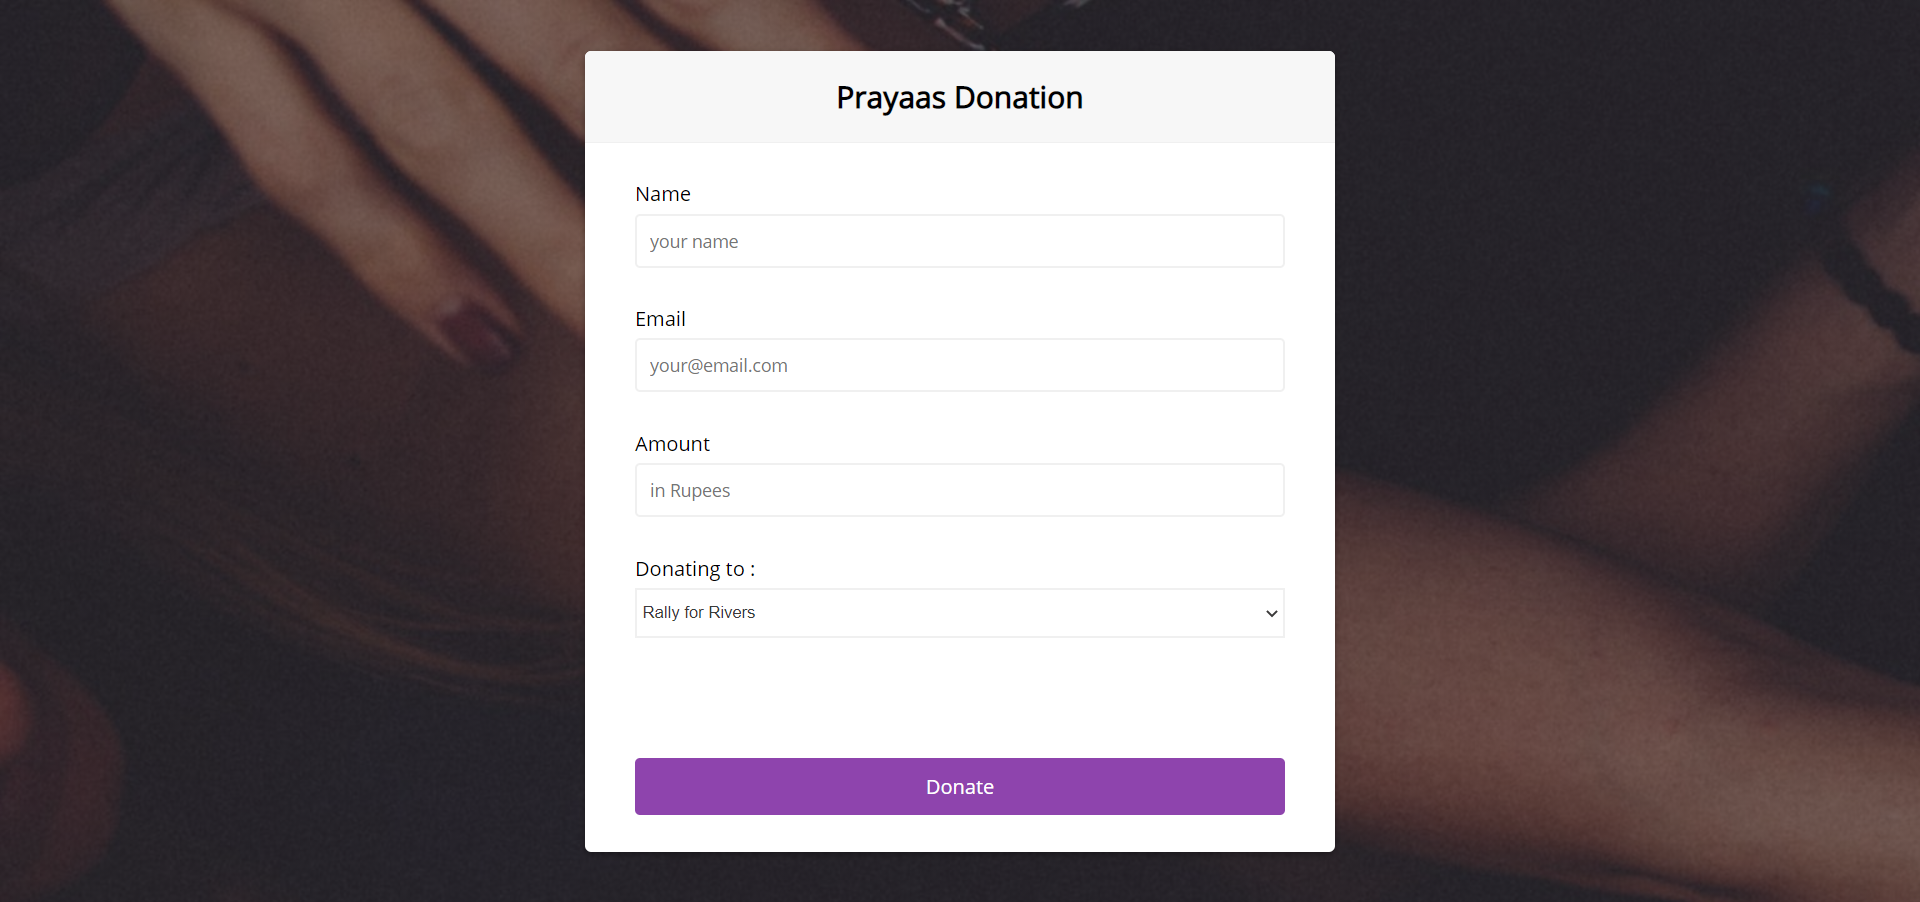 Prayaas Donation
Name
your name
Email
your@email.com
Amount
in Rupees
Donating to :
Rally for Rivers
Donate